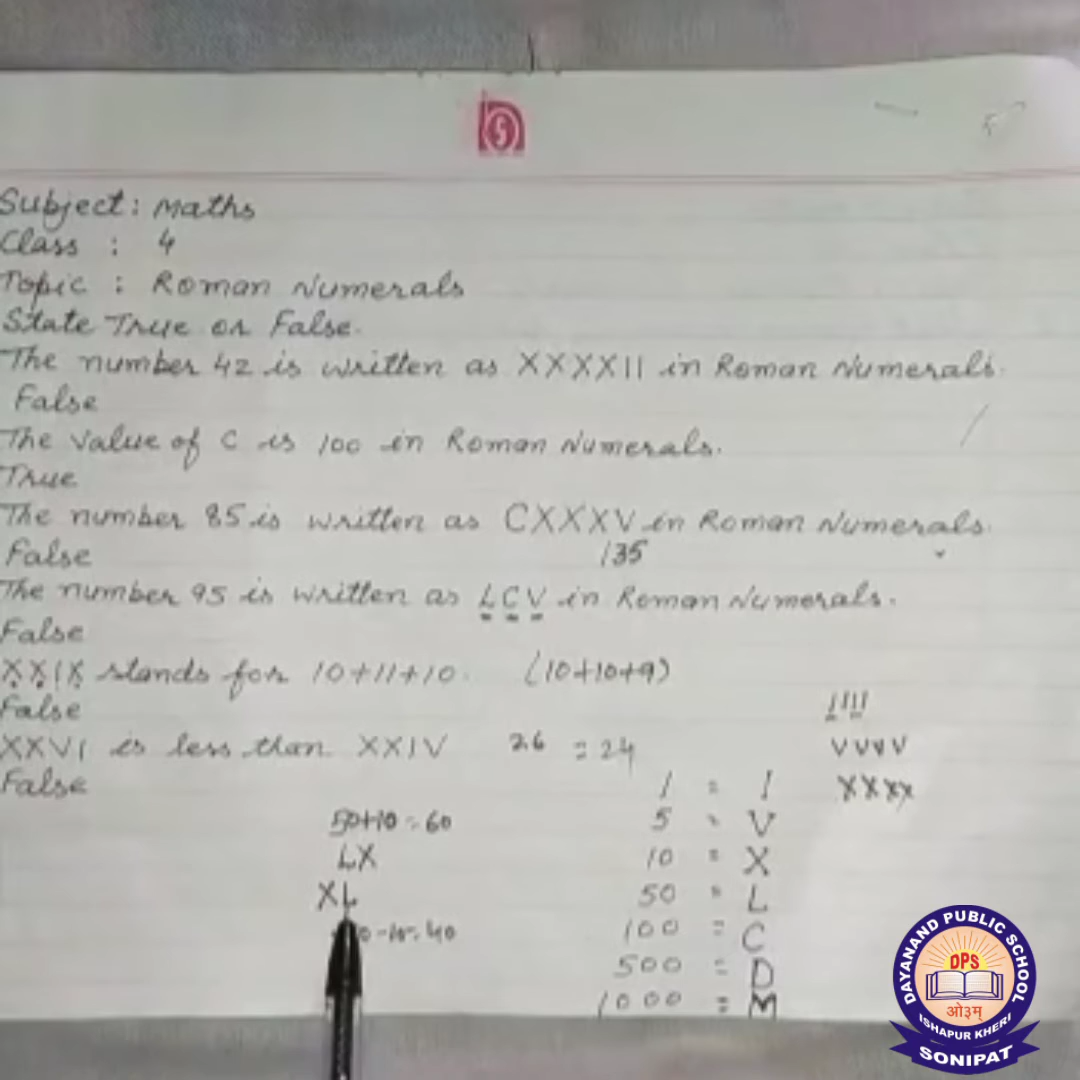 Subject : Maths
Class : 4
Topic : Roman Numerals
State True or False.
The number 42 is written as XXXXII in Roman Numerals.
False
The value of C is 100 in Roman Numerals.
True
The number 85 is written as CXXXV in Roman Numerals.
False 135
The number 95 is written as LCV in Roman Numerals.
False
XXIX stands for 10+11+10. (10+10+9)
False IIII
XXVI is less than XXIV 26 = 24 VVVV
False 1 = I XXXX
50+10=60 5 = V
LX 10 = X
XL 50 = L
0-10=40 100 = C
500 = D
1000 = M
DAYANAND PUBLIC SCHOOL
DPS
ओ३म्
ISHAPUR KHERI
SONIPAT